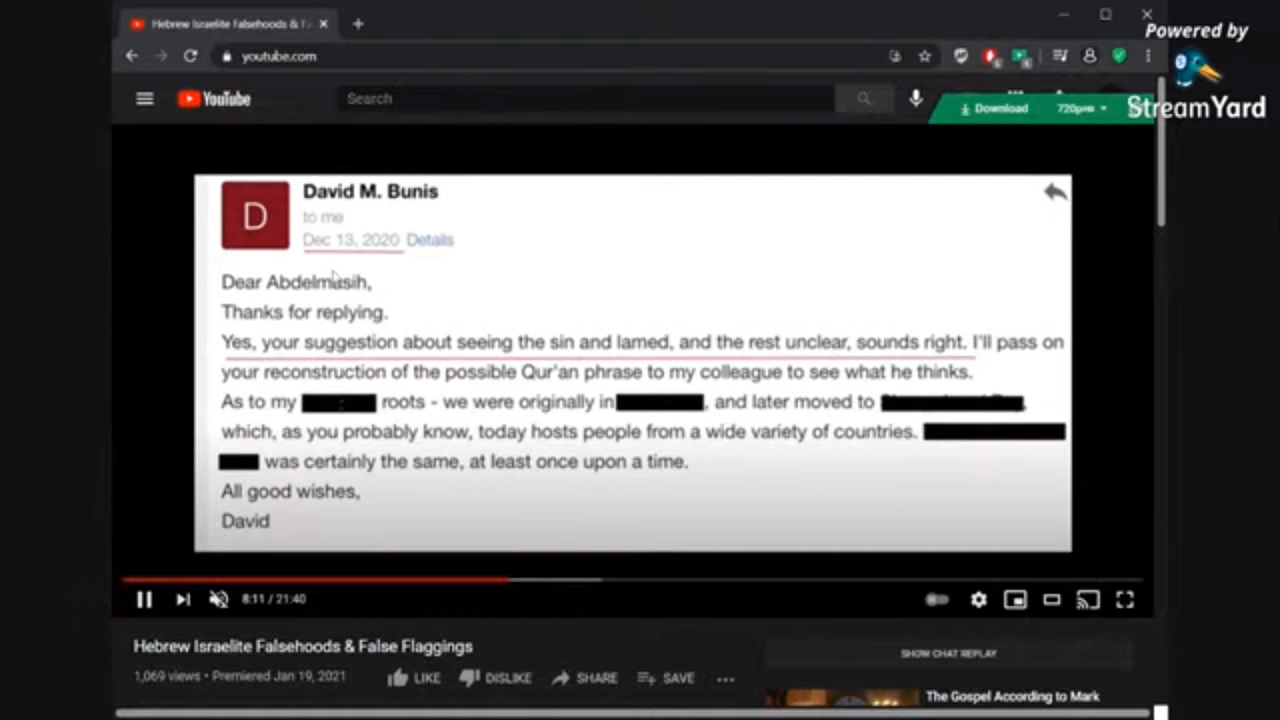 Hebrew Israelite Falsehoods & F
Powered by
StreamYard
youtube.com
YouTube
Search
Download 720p
David M. Bunis
D
to me
Dec 13, 2020 Details
Dear Abdelmasih,
Thanks for replying.
Yes, your suggestion about seeing the sin and lamed, and the rest unclear, sounds right. I'll pass on
your reconstruction of the possible Qur'an phrase to my colleague to see what he thinks.
As to my roots - we were originally in , and later moved to ,
which, as you probably know, today hosts people from a wide variety of countries.
was certainly the same, at least once upon a time.
All good wishes,
David
8:11 / 21:40
Hebrew Israelite Falsehoods & False Flaggings
SHOW CHAT REPLAY
1,069 views • Premiered Jan 19, 2021 LIKE DISLIKE SHARE SAVE ...
The Gospel According to Mark